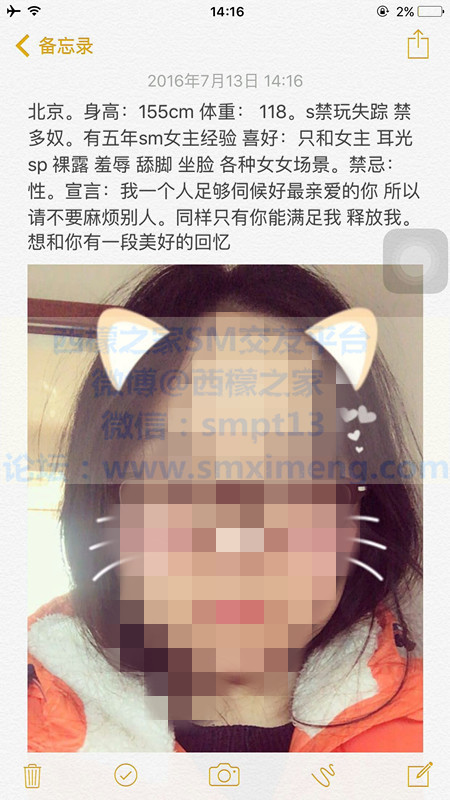 14:16
2%
备忘录
2016年7月13日 14:16
北京。身高：155cm 体重： 118。s禁玩失踪 禁
多奴。有五年sm女主经验 喜好：只和女主 耳光
sp 裸露 羞辱 舔脚 坐脸 各种女女场景。禁忌：
性。宣言：我一个人足够伺候好最亲爱的你 所以
请不要麻烦别人。同样只有你能满足我 释放我。
想和你有一段美好的回忆
西檬之家SM交友平台
微博@西檬之家
微信：smpt13
论坛：www.smximeng.com